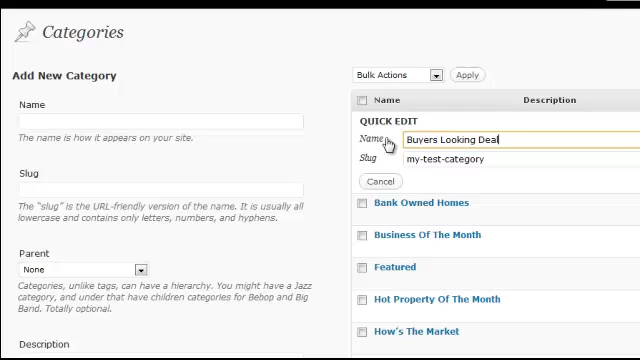 Categories
Add New Category
Name
The name is how it appears on your site.
Slug
The "slug" is the URL-friendly version of the name. It is usually all
lowercase and contains only letters, numbers, and hyphens.
Parent
None
Categories, unlike tags, can have a hierarchy. You might have a Jazz
category, and under that have children categories for Bebop and Big
Band. Totally optional.
Description
Bulk Actions
Apply
Name Description
QUICK EDIT
Name Buyers Looking Deal
Slug my-test-category
Cancel
Bank Owned Homes
Business Of The Month
Featured
Hot Property Of The Month
How's The Market